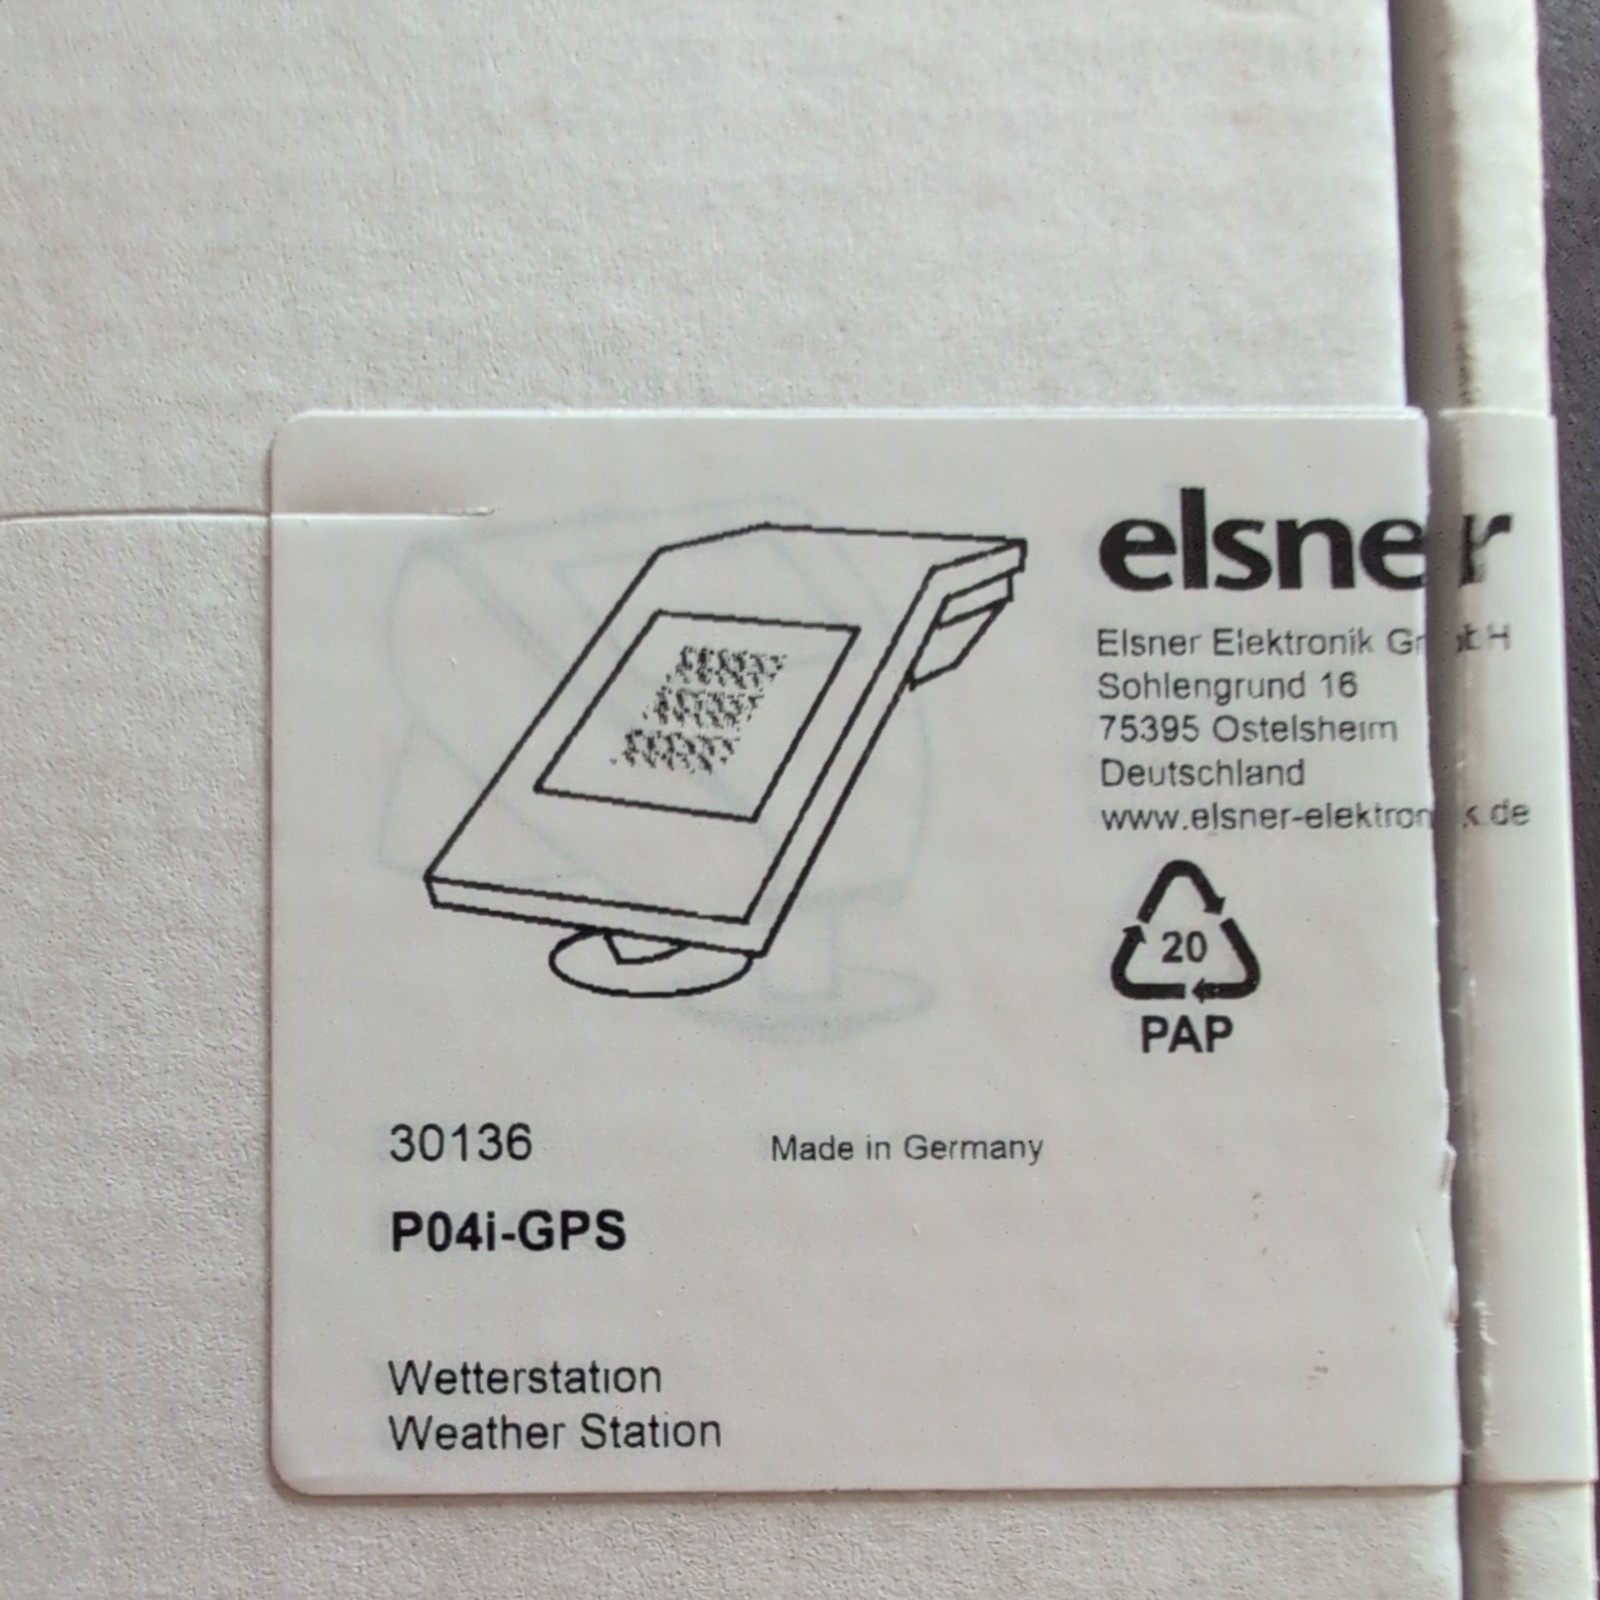 elsner
Elsner Elektronik GmbH
Sohlengrund 16
75395 Ostelsheim
Deutschland
www.elsner-elektronik.de
20
PAP
30136
Made in Germany
P04i-GPS
Wetterstation
Weather Station